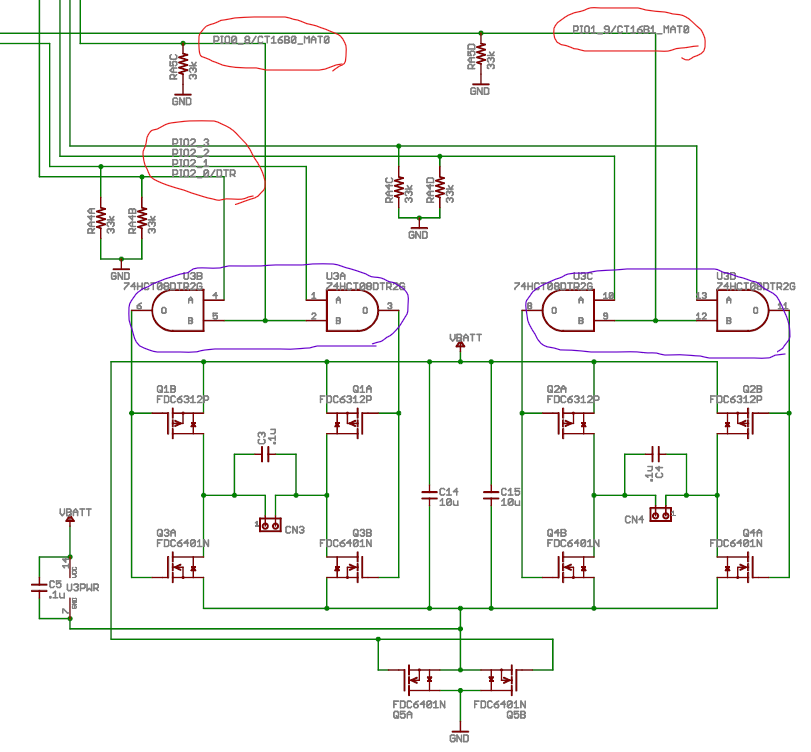 PIO0_8/CT16B0_MAT0
PIO1_9/CT16B1_MAT0
RA5C
33k
GND
RA5D
33k
GND
PIO2_3
PIO2_2
PIO2_1
PIO2_0/DTR
RA4A
33k
RA4B
33k
GND
RA4C
33k
RA4D
33k
GND
U3B
74HCT08DTR2G
6
O
A
B
4
5
U3A
74HCT08DTR2G
1
2
A
B
O
3
U3C
74HCT08DTR2G
8
O
A
B
10
9
U3D
74HCT08DTR2G
13
12
A
B
O
11
VBATT
Q1B
FDC6312P
Q1A
FDC6312P
Q2A
FDC6312P
Q2B
FDC6312P
C3
.1u
1
CN3
C14
10u
C15
10u
.1u
C4
CN4
1
Q3A
FDC6401N
Q3B
FDC6401N
Q4B
FDC6401N
Q4A
FDC6401N
VBATT
C5
.1u
14
VCC
U3PWR
7
GND
FDC6401N
Q5A
FDC6401N
Q5B
GND